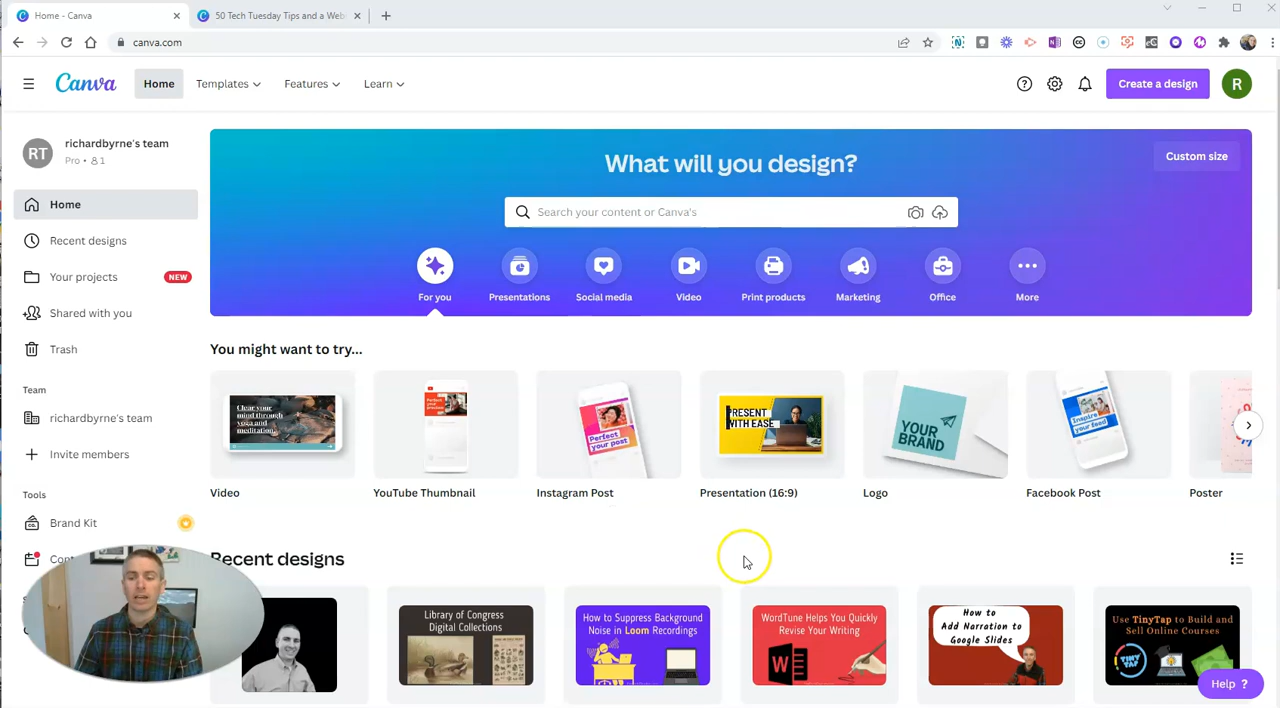 Home - Canva
50 Tech Tuesday Tips and a Web
canva.com
Canva
Home
Templates
Features
Learn
Create a design
R
RT
richardbyrne's team
Pro • 1
Home
Recent designs
Your projects
NEW
Shared with you
Trash
Team
richardbyrne's team
Invite members
Tools
Brand Kit
What will you design?
Custom size
Search your content or Canva's
For you
Presentations
Social media
Video
Print products
Marketing
Office
More
You might want to try...
Clear your
mind through
yoga and
meditation.
Perfect
your post
PRESENT
WITH EASE
YOUR
BRAND
Inspire
your feed
Video
YouTube Thumbnail
Instagram Post
Presentation (16:9)
Logo
Facebook Post
Poster
Recent designs
Library of Congress
Digital Collections
How to Suppress Background
Noise in Loom Recordings
WordTune Helps You Quickly
Revise Your Writing
How to
Add Narration to
Google Slides
Use TinyTap to Build and
Sell Online Courses
TINY
TAP
Help ?